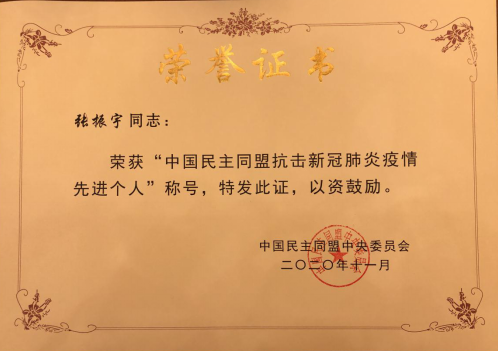 荣誉证书
张振宇同志：
荣获“中国民主同盟抗击新冠肺炎疫情
先进个人”称号，特发此证，以资鼓励。
中国民主同盟中央委员会
二〇二〇年十一月